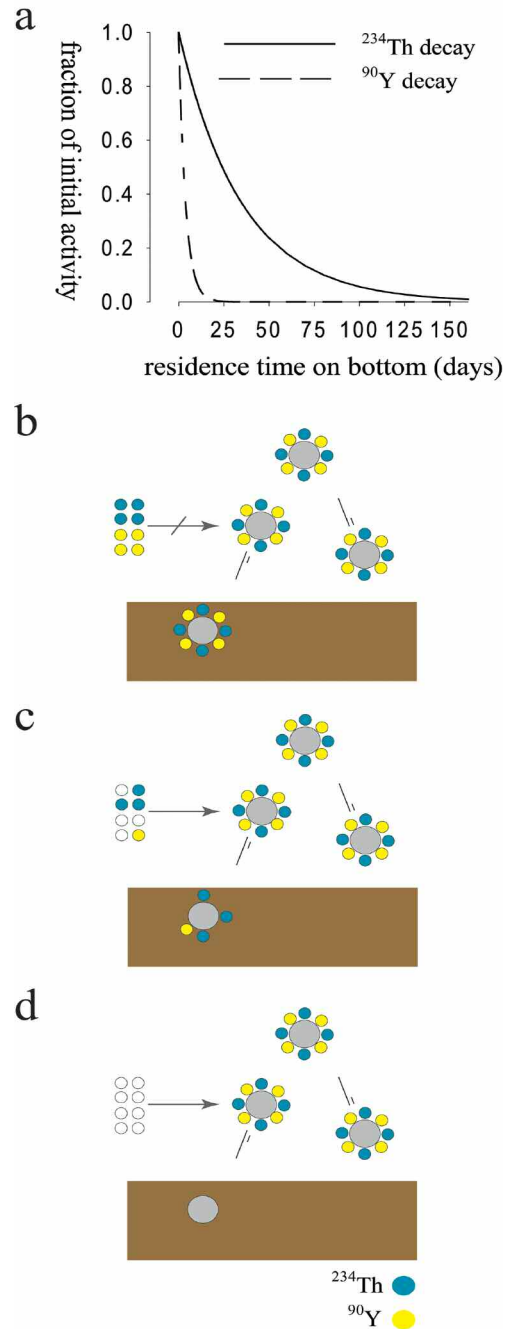 a
fraction of initial activity
1.0
0.8
0.6
0.4
0.2
0.0
²³⁴Th decay
⁹⁰Y decay
0 25 50 75 100 125 150
residence time on bottom (days)
b
c
d
²³⁴Th
⁹⁰Y